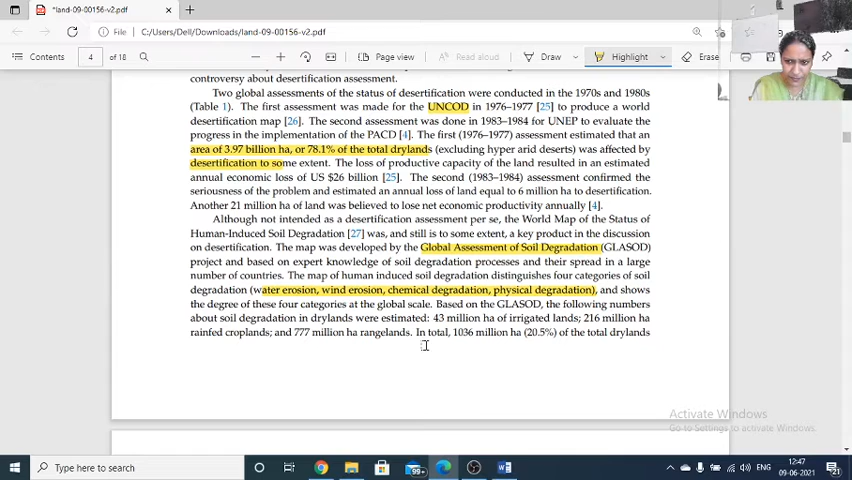 *land-09-00156-v2.pdf
File
C:/Users/Dell/Downloads/land-09-00156-v2.pdf
Contents
4
of 18
Page view
Read aloud
Draw
Highlight
Erase
controversy about desertification assessment.
Two global assessments of the status of desertification were conducted in the 1970s and 1980s
(Table 1). The first assessment was made for the UNCOD in 1976–1977 [25] to produce a world
desertification map [26]. The second assessment was done in 1983–1984 for UNEP to evaluate the
progress in the implementation of the PACD [4]. The first (1976–1977) assessment estimated that an
area of 3.97 billion ha, or 78.1% of the total drylands (excluding hyper arid deserts) was affected by
desertification to some extent. The loss of productive capacity of the land resulted in an estimated
annual economic loss of US $26 billion [25]. The second (1983–1984) assessment confirmed the
seriousness of the problem and estimated an annual loss of land equal to 6 million ha to desertification.
Another 21 million ha of land was believed to lose net economic productivity annually [4].
Although not intended as a desertification assessment per se, the World Map of the Status of
Human-Induced Soil Degradation [27] was, and still is to some extent, a key product in the discussion
on desertification. The map was developed by the Global Assessment of Soil Degradation (GLASOD)
project and based on expert knowledge of soil degradation processes and their spread in a large
number of countries. The map of human induced soil degradation distinguishes four categories of soil
degradation (water erosion, wind erosion, chemical degradation, physical degradation), and shows
the degree of these four categories at the global scale. Based on the GLASOD, the following numbers
about soil degradation in drylands were estimated: 43 million ha of irrigated lands; 216 million ha
rainfed croplands; and 777 million ha rangelands. In total, 1036 million ha (20.5%) of the total drylands
Activate Windows
Go to Settings to activate Windows.
Type here to search
99+
ENG
12:47
09-06-2021
21